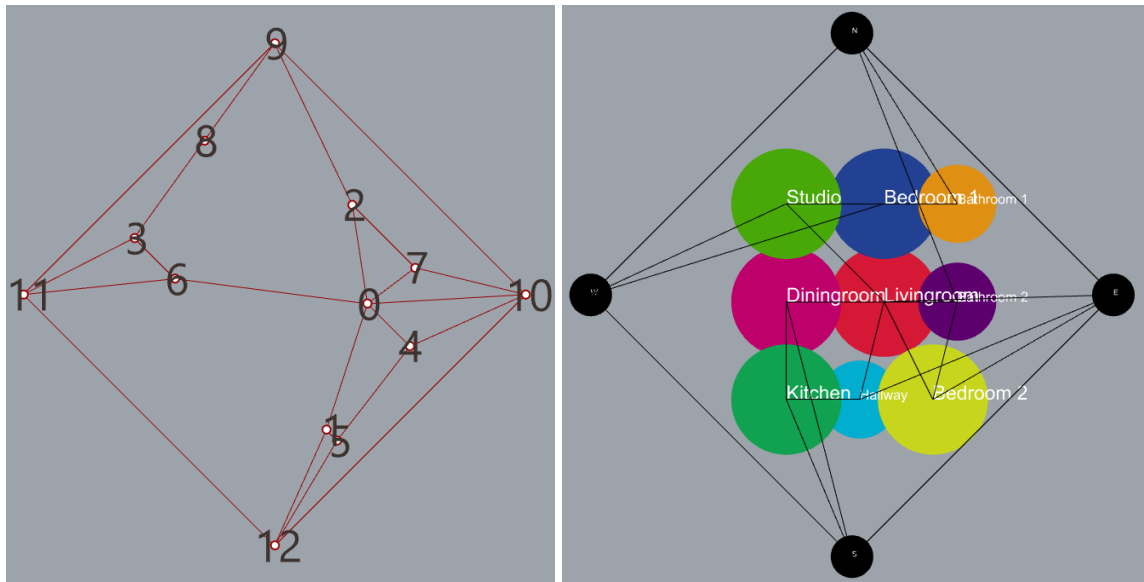 9
8
2
3
6
7
11
0
10
4
1
5
12
N
Studio
Bedroom 1
Bathroom 1
W
Diningroom
Livingroom
Bathroom 2
E
Kitchen
Hallway
Bedroom 2
S